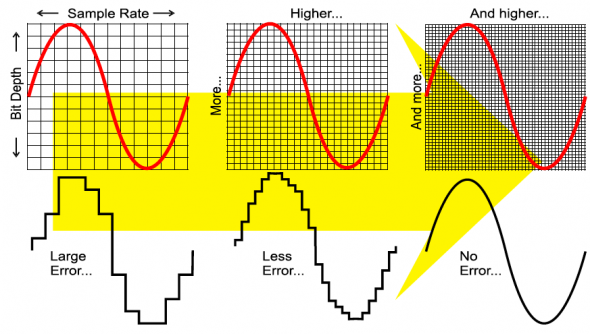 Sample Rate
Higher...
And higher...
Bit Depth
More...
And more...
Large
Error...
Less
Error...
No
Error...